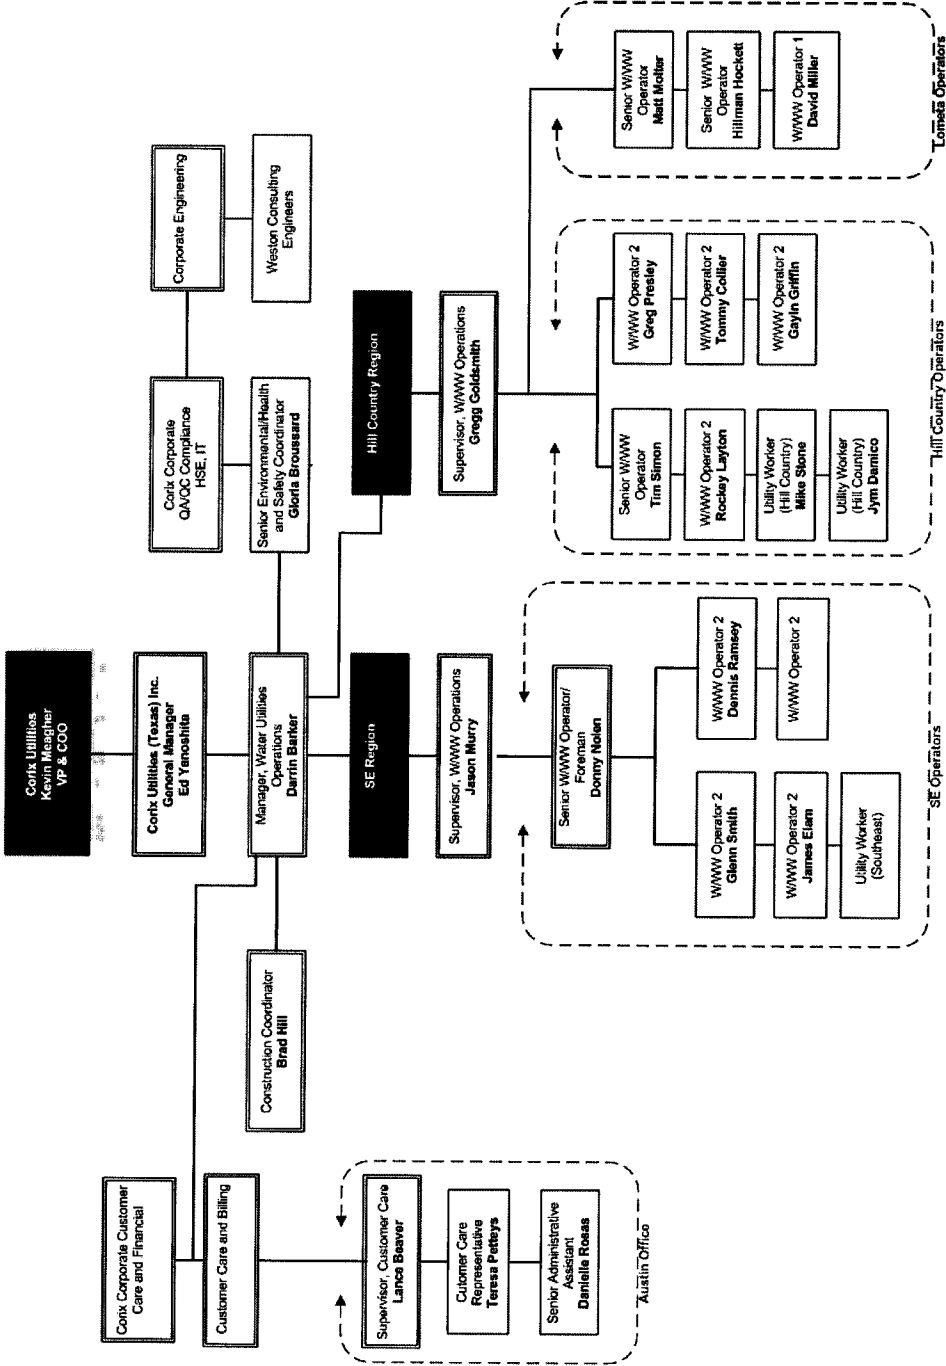 Corix Utilities
Kevin Meagher
VP & COO
Corix Utilities (Texas) Inc.
General Manager
Ed Yanoshita
Manager, Water Utilities
Operations
Darrin Barker
Corix Corporate Customer
Care and Financial
Customer Care and Billing
Supervisor, Customer Care
Lance Beaver
Cutomer Care
Representative
Teresa Petteys
Senior Administrative
Assistant
Danielle Rosas
Austin Office
Construction Coordinator
Brad Hill
Corix Corporate
QA/QC Compliance
HSE, IT
Senior Environmental/Health
and Safety Coordinator
Gloria Broussard
Corporate Engineering
Weston Consulting
Engineers
SE Region
Supervisor, W/WW Operations
Jason Murry
Senior W/WW Operator/
Foreman
Donny Nolen
W/WW Operator 2
Glenn Smith
W/WW Operator 2
James Elam
Utility Worker
(Southeast)
W/WW Operator 2
Dennis Ramsey
W/WW Operator 2
SE Operators
Hill Country Region
Supervisor, W/WW Operations
Gregg Goldsmith
Senior W/WW
Operator
Tim Simon
W/WW Operator 2
Rockey Layton
Utility Worker
(Hill Country)
Mike Stone
Utility Worker
(Hill Country)
Jym Damico
W/WW Operator 2
Greg Presley
W/WW Operator 2
Tommy Collier
W/WW Operator 2
Gayln Griffin
Hill Country Operators
Senior W/WW
Operator
Matt Molter
Senior W/WW
Operator
Hillman Hockett
W/WW Operator 1
David Miller
Lometa Operators